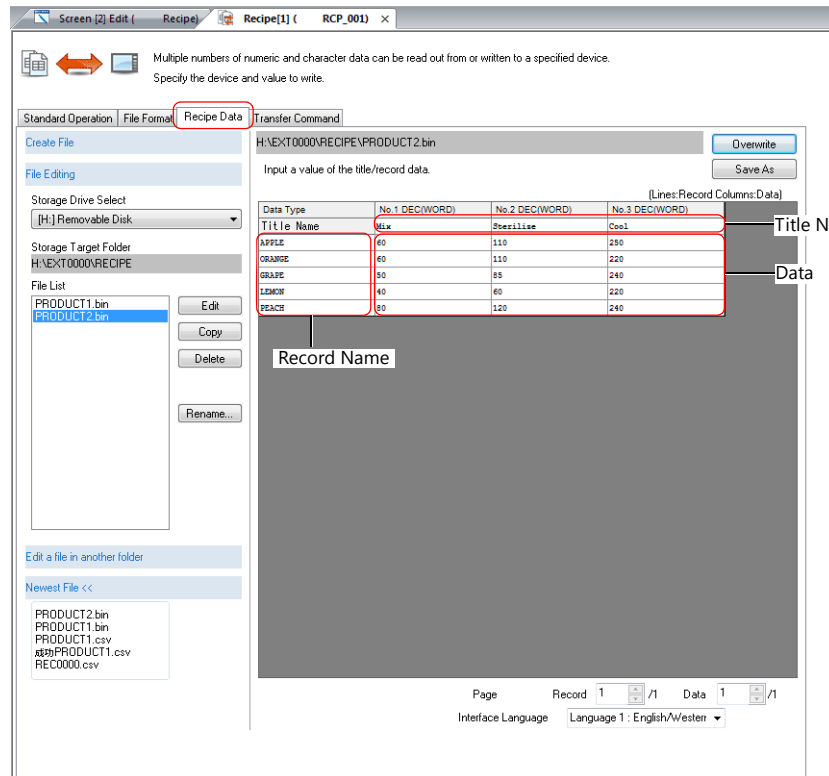 Screen [2] Edit ( Recipe)
Recipe[1] ( RCP_001) ×
Multiple numbers of numeric and character data can be read out from or written to a specified device.
Specify the device and value to write.
Standard Operation File Format Recipe Data Transfer Command
Create File
H:\EXT0000\RECIPE\PRODUCT2.bin Overwrite
File Editing
Input a value of the title/record data. Save As
Storage Drive Select
[H:] Removable Disk
(Lines:Record Columns:Data)
Data Type No.1 DEC(WORD) No.2 DEC(WORD) No.3 DEC(WORD)
Title Name Mix Sterilise Cool
Title N
APPLE 60 110 250
ORANGE 60 110 220
GRAPE 50 85 240
LEMON 40 60 220
PEACH 80 120 240
Data
Record Name
Storage Target Folder
H:\EXT0000\RECIPE
File List
PRODUCT1.bin
PRODUCT2.bin
Edit
Copy
Delete
Rename...
Edit a file in another folder
Newest File <<
PRODUCT2.bin
PRODUCT1.bin
PRODUCT1.csv
成功PRODUCT1.csv
REC0000.csv
Page Record 1 /1 Data 1 /1
Interface Language Language 1 : English/Western